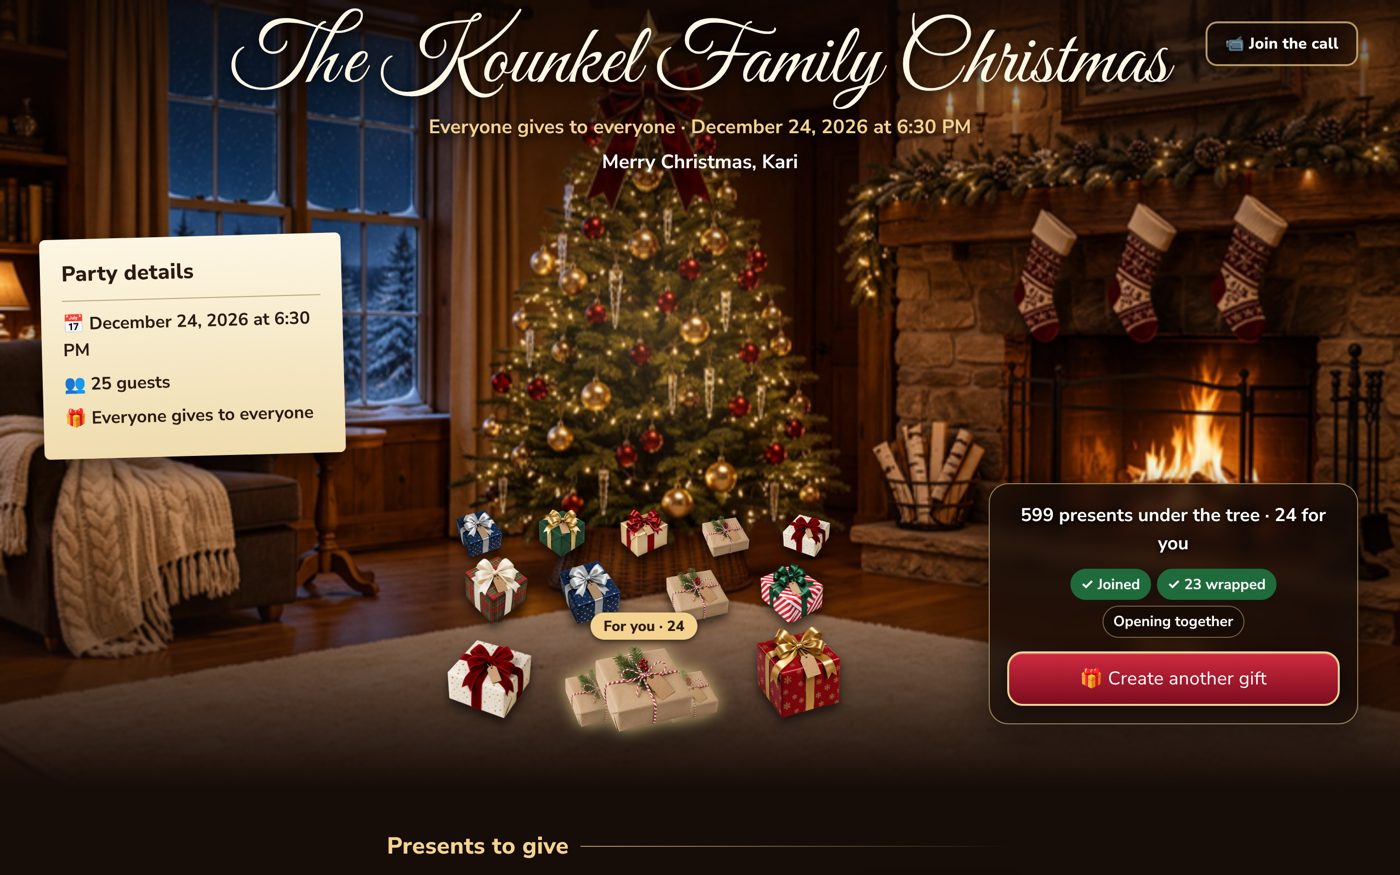 The Kounkel Family Christmas
📹 Join the call
Everyone gives to everyone · December 24, 2026 at 6:30 PM
Merry Christmas, Kari
Party details
📅 December 24, 2026 at 6:30
PM
👥 25 guests
🎁 Everyone gives to everyone
599 presents under the tree · 24 for
you
✓ Joined
✓ 23 wrapped
Opening together
For you · 24
🎁 Create another gift
Presents to give